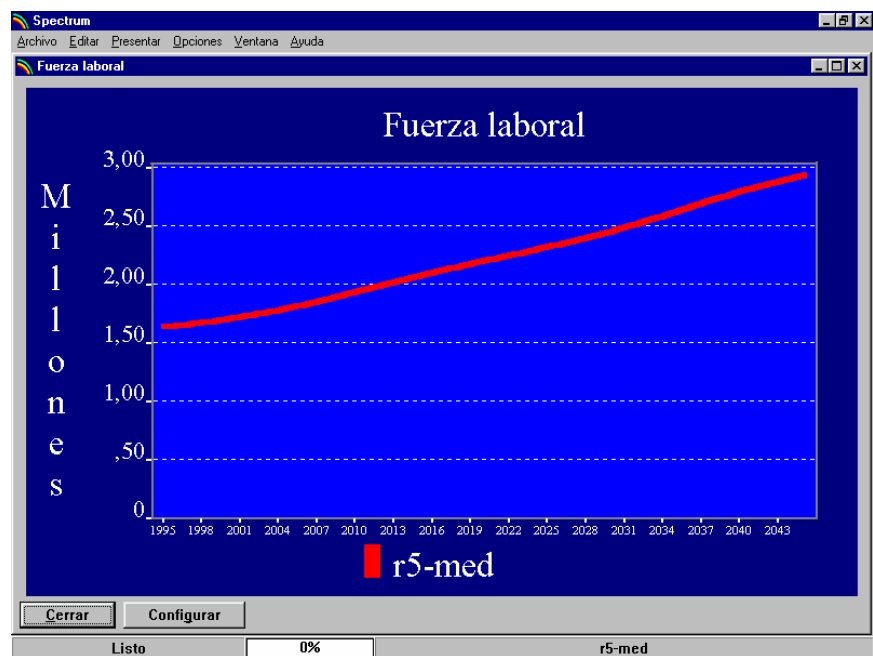 Spectrum
Archivo Editar Presentar Opciones Ventana Ayuda
Fuerza laboral
Fuerza laboral
Millones
3,00
2,50
2,00
1,50
1,00
,50
0
1995 1998 2001 2004 2007 2010 2013 2016 2019 2022 2025 2028 2031 2034 2037 2040 2043
r5-med
Cerrar Configurar
Listo 0% r5-med